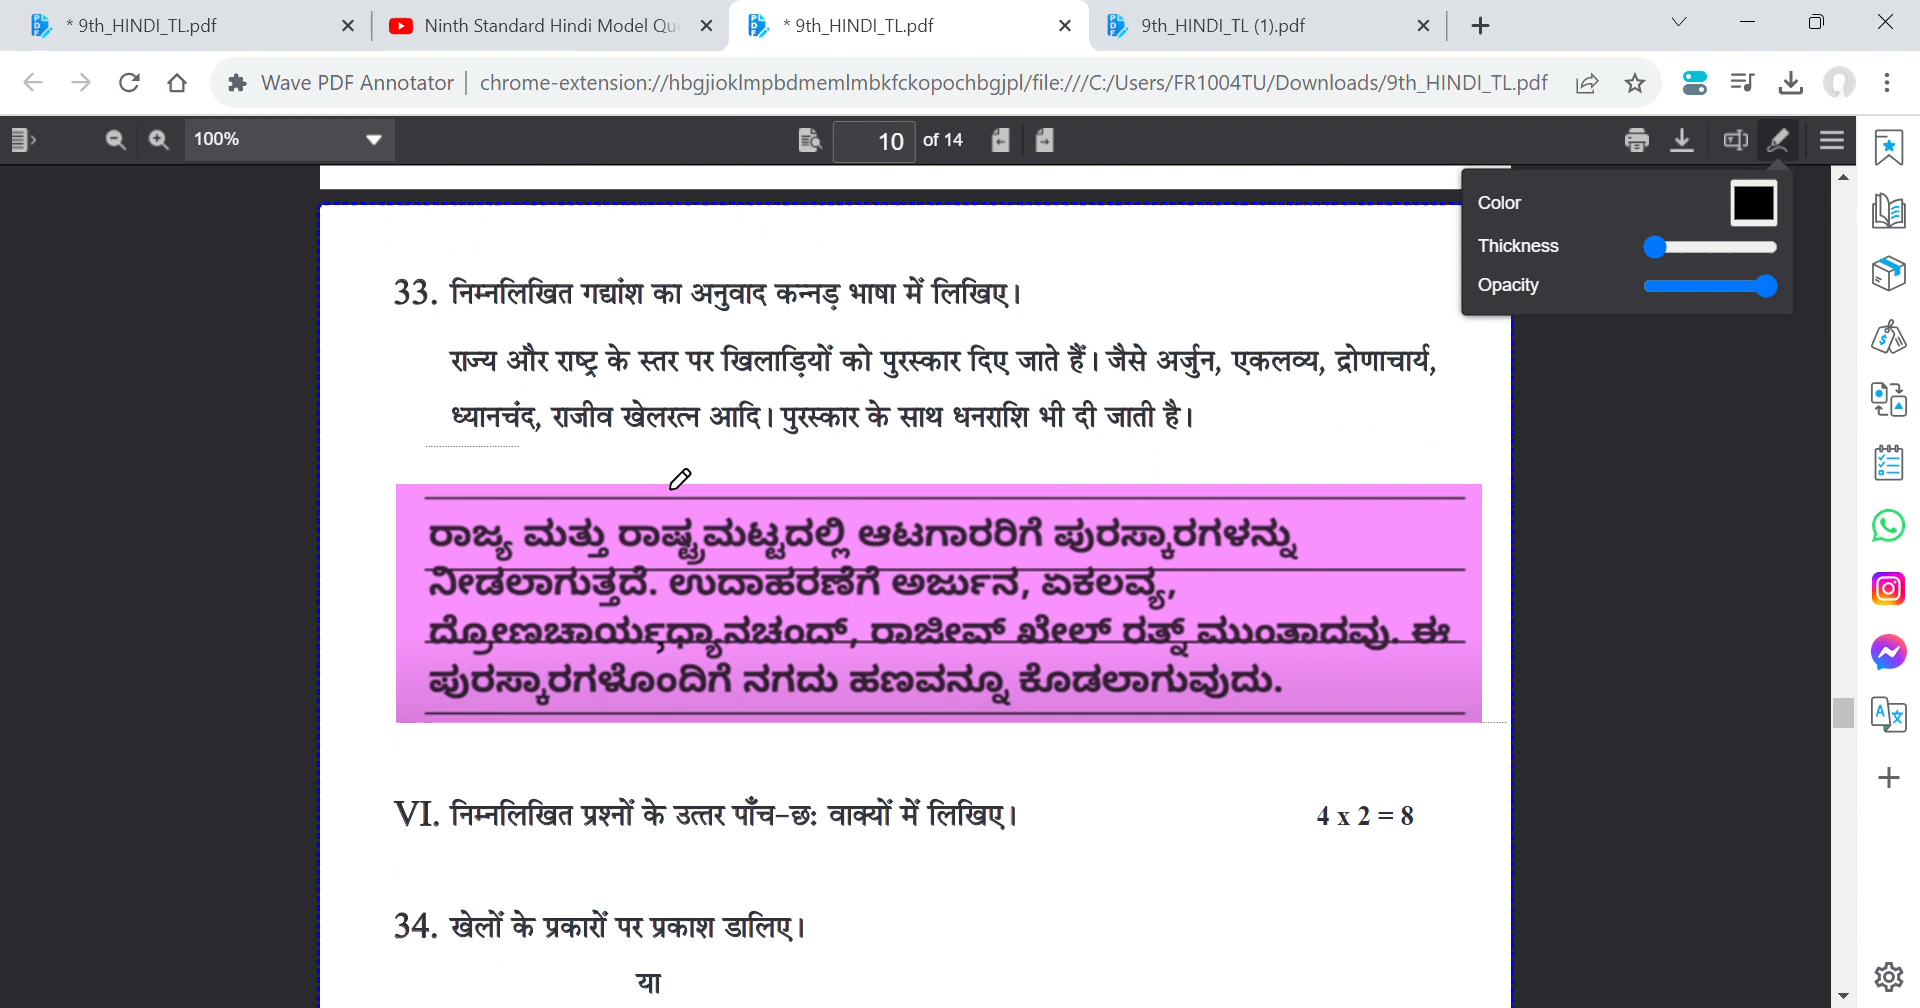 * 9th_HINDI_TL.pdf
Ninth Standard Hindi Model Que
* 9th_HINDI_TL.pdf
9th_HINDI_TL (1).pdf
Wave PDF Annotator | chrome-extension://hbgjioklmpbdmemlmbkfckopochbgjpl/file:///C:/Users/FR1004TU/Downloads/9th_HINDI_TL.pdf
100%
10 of 14
Color
Thickness
Opacity
33. निम्नलिखित गद्यांश का अनुवाद कन्नड़ भाषा में लिखिए।
राज्य और राष्ट्र के स्तर पर खिलाड़ियों को पुरस्कार दिए जाते हैं। जैसे अर्जुन, एकलव्य, द्रोणाचार्य,
ध्यानचंद, राजीव खेलरत्न आदि। पुरस्कार के साथ धनराशि भी दी जाती है।
ರಾಜ್ಯ ಮತ್ತು ರಾಷ್ಟ್ರಮಟ್ಟದಲ್ಲಿ ಆಟಗಾರರಿಗೆ ಪುರಸ್ಕಾರಗಳನ್ನು
ನೀಡಲಾಗುತ್ತದೆ. ಉದಾಹರಣೆಗೆ ಅರ್ಜುನ, ಏಕಲವ್ಯ,
ದ್ರೋಣಚಾರ್ಯ,ಧ್ಯಾನಚಂದ್, ರಾಜೀವ್ ಖೇಲ್ ರತ್ನ್ ಮುಂತಾದವು. ಈ
ಪುರಸ್ಕಾರಗಳೊಂದಿಗೆ ನಗದು ಹಣವನ್ನೂ ಕೊಡಲಾಗುವುದು.
VI. निम्नलिखित प्रश्नों के उत्तर पाँच-छः वाक्यों में लिखिए। 4 x 2 = 8
34. खेलों के प्रकारों पर प्रकाश डालिए।
या